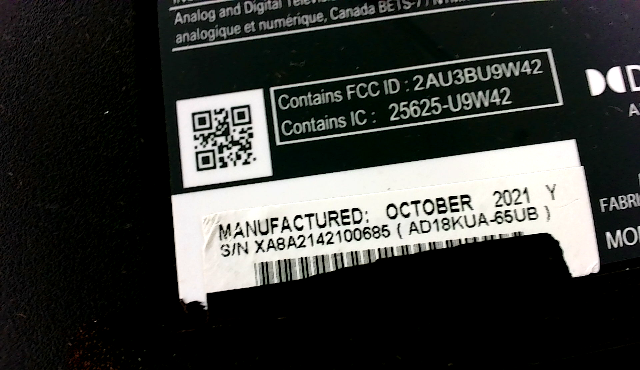 Analog and Digital Televis
analogique et numérique, Canada BETS-7 /
Contains FCC ID : 2AU3BU9W42
Contains IC : 25625-U9W42
MANUFACTURED: OCTOBER 2021 Y
S/N XA8A2142100685 ( AD18KUA-65UB )
FABRI
MO